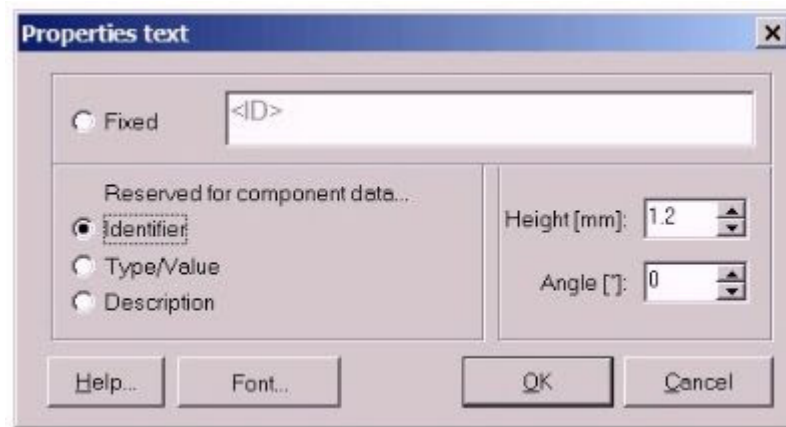 Properties text
Fixed
<ID>
Reserved for component data...
Identifier
Type/Value
Description
Height [mm]: 1.2
Angle [°]: 0
Help...
Font...
OK
Cancel